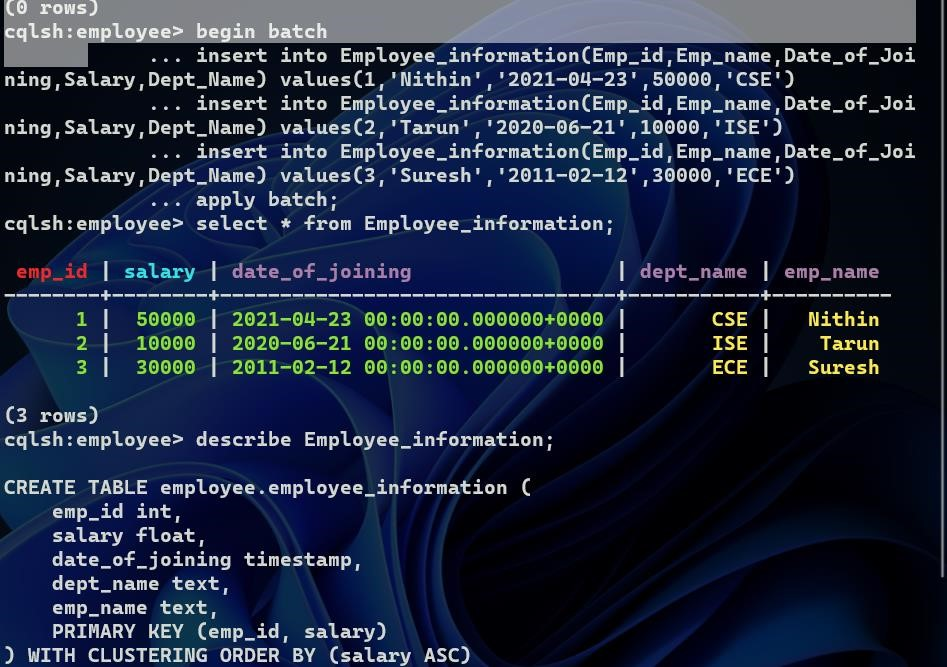 (0 rows)
cqlsh:employee> begin batch
            ... insert into Employee_information(Emp_id,Emp_name,Date_of_Joi
ning,Salary,Dept_Name) values(1,'Nithin','2021-04-23',50000,'CSE')
            ... insert into Employee_information(Emp_id,Emp_name,Date_of_Joi
ning,Salary,Dept_Name) values(2,'Tarun','2020-06-21',10000,'ISE')
            ... insert into Employee_information(Emp_id,Emp_name,Date_of_Joi
ning,Salary,Dept_Name) values(3,'Suresh','2011-02-12',30000,'ECE')
            ... apply batch;
cqlsh:employee> select * from Employee_information;
 emp_id | salary | date_of_joining                 | dept_name | emp_name
--------+--------+---------------------------------+-----------+----------
      1 |  50000 | 2021-04-23 00:00:00.000000+0000 |       CSE |   Nithin
      2 |  10000 | 2020-06-21 00:00:00.000000+0000 |       ISE |    Tarun
      3 |  30000 | 2011-02-12 00:00:00.000000+0000 |       ECE |   Suresh
(3 rows)
cqlsh:employee> describe Employee_information;
CREATE TABLE employee.employee_information (
    emp_id int,
    salary float,
    date_of_joining timestamp,
    dept_name text,
    emp_name text,
    PRIMARY KEY (emp_id, salary)
) WITH CLUSTERING ORDER BY (salary ASC)